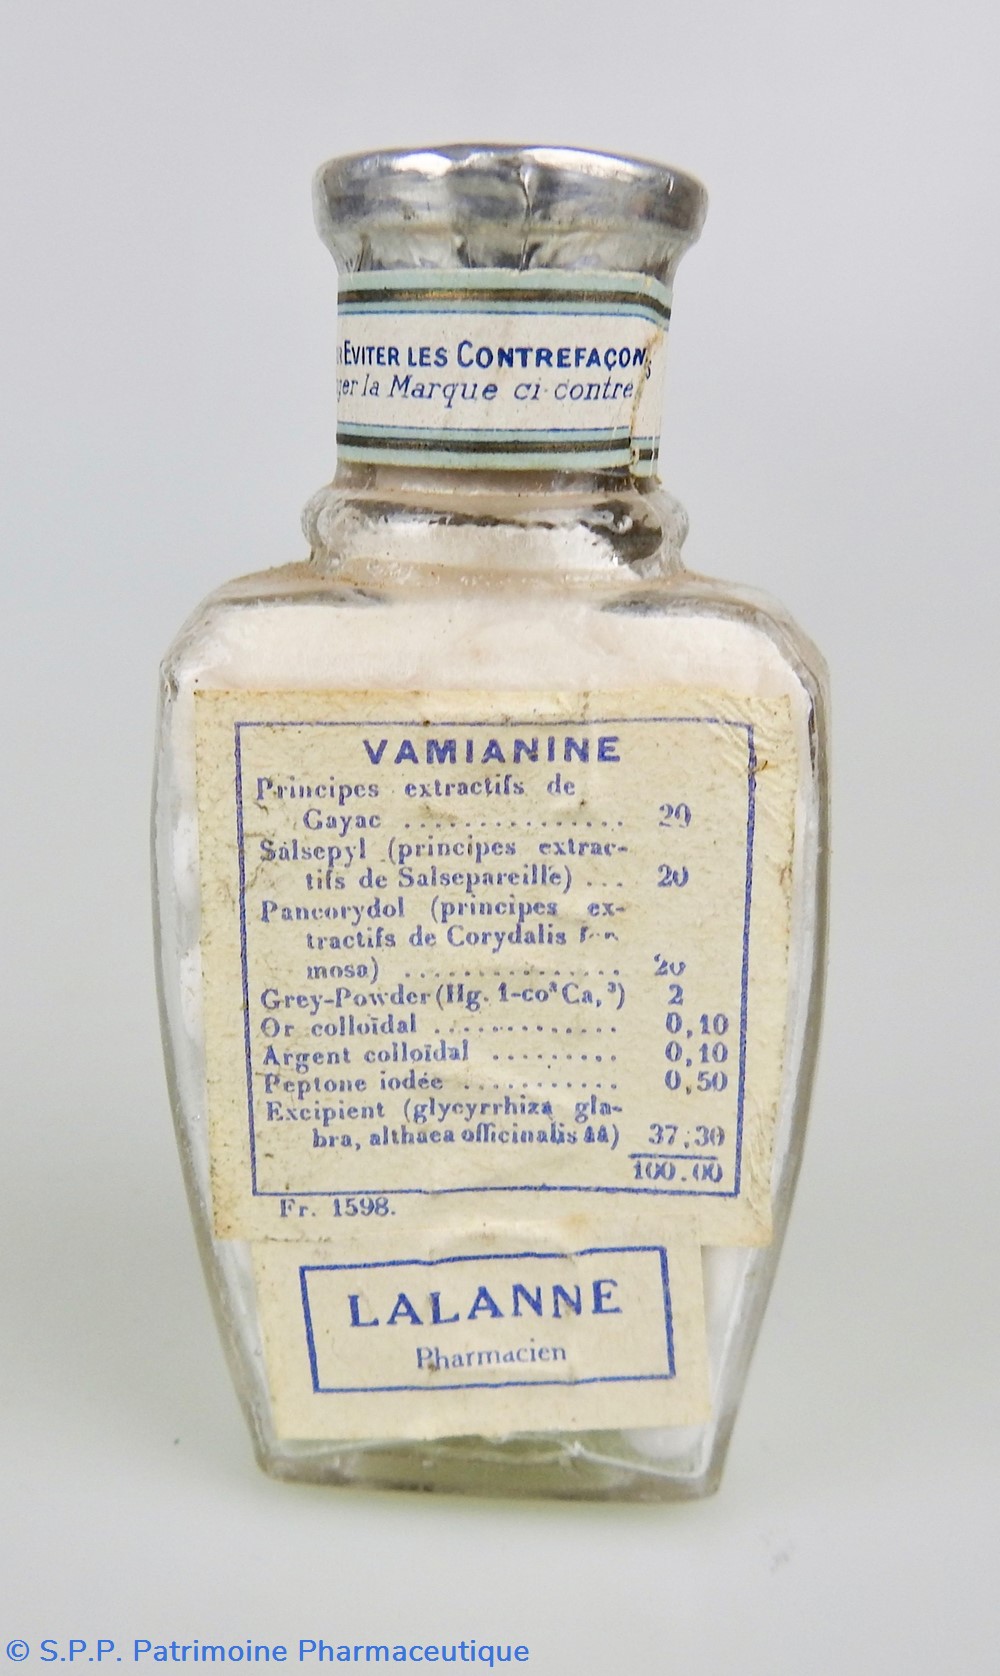 EVITER LES CONTREFAÇONS
la Marque ci-contre
VAMIANINE
Principes extractifs de
Gayac ............... 20
Salsepyl (principes extrac-
tifs de Salsepareille) ... 20
Pancorydol (principes ex-
tractifs de Corydalis
mosa) ............... 20
Grey-Powder (Hg. 1-co³ Ca,³) 2
Or colloïdal ............. 0,10
Argent colloïdal ......... 0,10
Peptone iodée ........... 0,50
Excipient (glycyrrhiza gla-
bra, althaea officinalis āā) 37,30
100.00
Fr. 1598.
LALANNE
Pharmacien
© S.P.P. Patrimoine Pharmaceutique